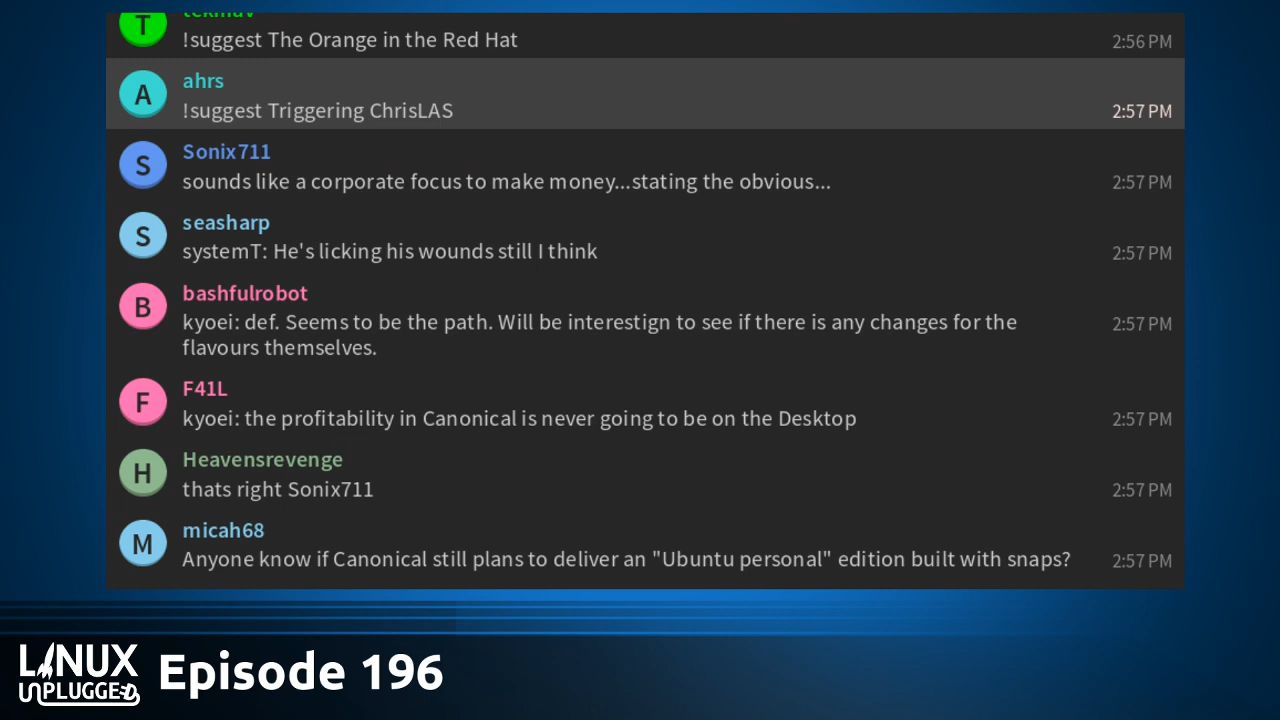 T
!suggest The Orange in the Red Hat
2:56 PM
A
ahrs
!suggest Triggering ChrisLAS
2:57 PM
S
Sonix711
sounds like a corporate focus to make money...stating the obvious...
2:57 PM
S
seasharp
systemT: He's licking his wounds still I think
2:57 PM
B
bashfulrobot
kyoei: def. Seems to be the path. Will be interestign to see if there is any changes for the
2:57 PM
flavours themselves.
F
F41L
kyoei: the profitability in Canonical is never going to be on the Desktop
2:57 PM
H
Heavensrevenge
thats right Sonix711
2:57 PM
M
micah68
Anyone know if Canonical still plans to deliver an "Ubuntu personal" edition built with snaps?
2:57 PM
LINUX
UNPLUGGED
Episode 196